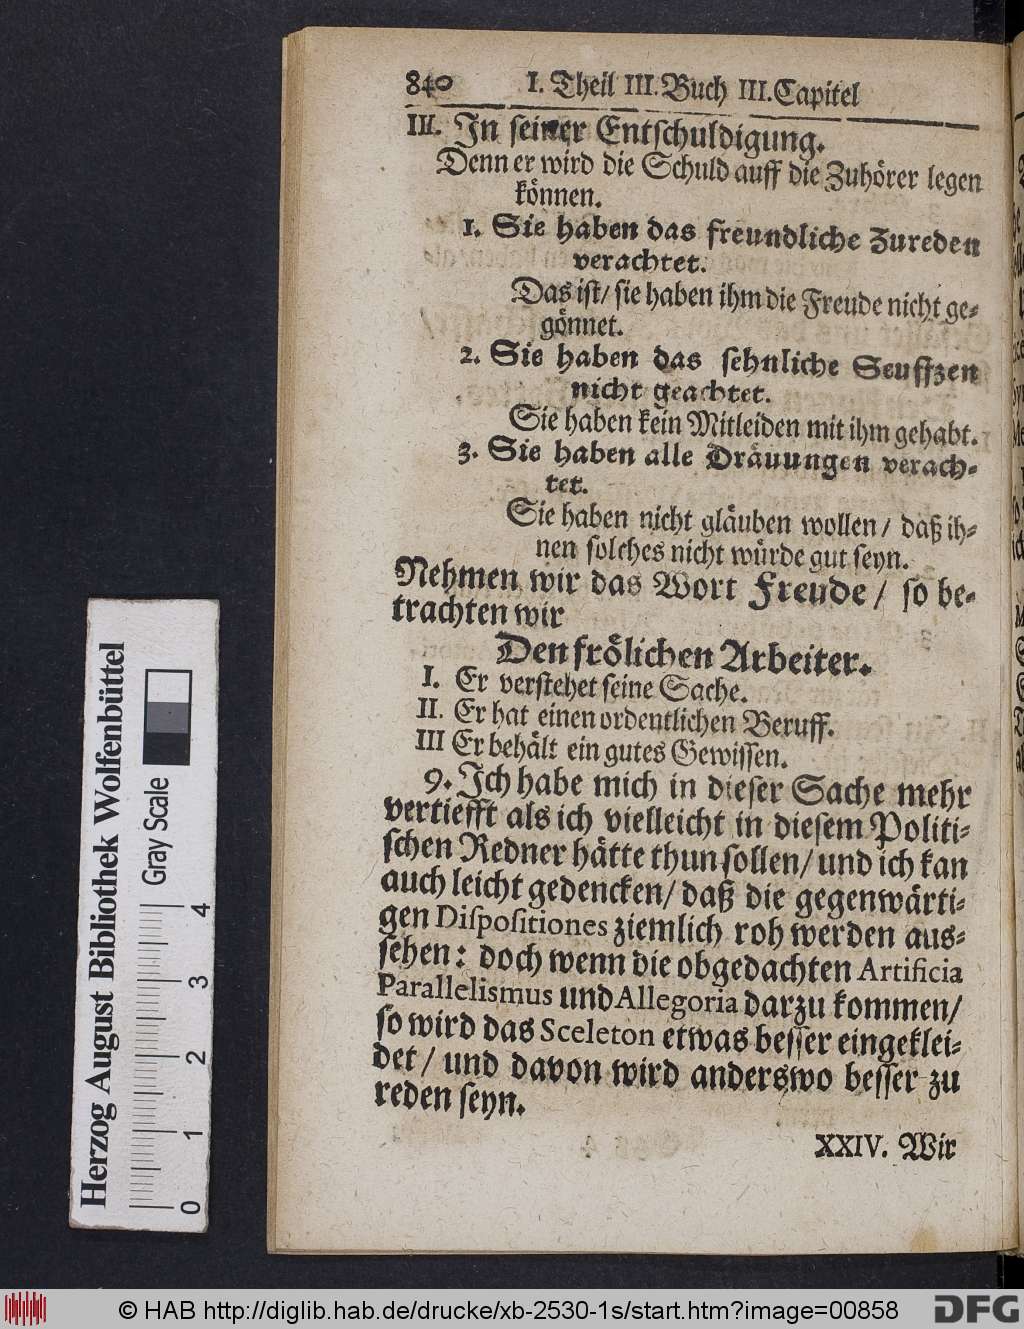 840 I. Theil III. Buch III. Capitel
III. In seiner Entschuldigung.
Denn er wird die Schuld auff die Zuhörer legen
können.
1. Sie haben das freundliche Zureden
verachtet.
Das ist/ sie haben ihm die Freude nicht ge-
gönnet.
2. Sie haben das sehnliche Seuffzen
nicht geachtet.
Sie haben kein Mitleiden mit ihm gehabt.
3. Sie haben alle Dräuungen verach-
tet.
Sie haben nicht gläuben wollen/ daß ih-
nen solches nicht würde gut seyn.
Nehmen wir das Wort Freude/ so be-
trachten wir
Den frölichen Arbeiter.
I. Er verstehet seine Sache.
II. Er hat einen ordentlichen Beruff.
III Er behält ein gutes Gewissen.
9. Ich habe mich in dieser Sache mehr
vertiefft als ich vielleicht in diesem Politi-
schen Redner hätte thun sollen/ und ich kan
auch leicht gedencken/ daß die gegenwärti-
gen Dispositiones ziemlich roh werden aus-
sehen: doch wenn die obgedachten Artificia
Parallelismus und Allegoria darzu kommen/
so wird das Sceleton etwas besser eingeklei-
det/ und davon wird anderswo besser zu
reden seyn.
XXIV. Wir
Herzog August Bibliothek Wolfenbüttel
Gray Scale
0 1 2 3 4
© HAB http://diglib.hab.de/drucke/xb-2530-1s/start.htm?image=00858
DFG